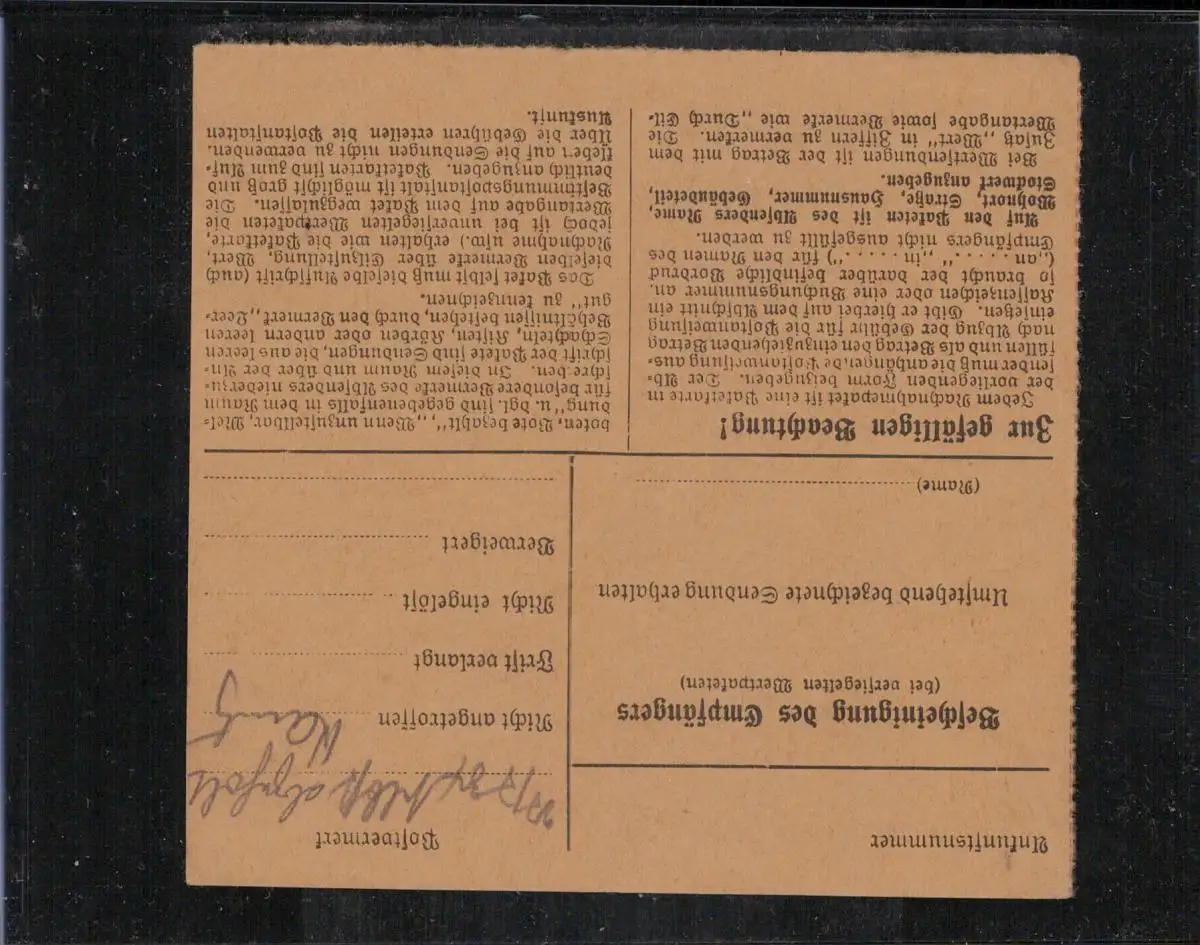 Ankunftsnummer
Postvermerk
selbst abgeholt
Bescheinigung des Empfängers
(bei versiegelten Wertpaketen)
Umstehend bezeichnete Sendung erhalten
(Name)
Nicht angetroffen
Frist verlangt
Nicht eingelöst
Verweigert
Zur gefälligen Beachtung!
Jedem Nachnahmepaket ist eine Paketkarte in
der vorliegenden Form beizugeben. Der Ab-
sender muß die anhängende Postanweisung aus-
füllen und als Betrag den einzuziehenden Betrag
nach Abzug der Gebühr für die Postanweisung
einsetzen. Gibt er hierbei auf dem Abschnitt ein
Kassenzeichen oder eine Buchungsnummer an,
so braucht der darüber befindliche Vordruck
(„an . . . . .“ „in . . . . .“) für den Namen des
Empfängers nicht ausgefüllt zu werden.
Auf den Paketen ist des Absenders Name,
Wohnort, Straße, Hausnummer, Gebäudeteil,
Stockwerk anzugeben.
Bei Wertsendungen ist der Betrag mit dem
Zusatz „Wert“ in Ziffern zu vermerken. Die
Wertangabe sowie Vermerke wie „Durch Eil-
boten, Bote bezahlt“, „Wenn unzustellbar, Mel-
dung“ u. dgl. sind gegebenenfalls in dem Raum
für besondere Vermerke des Absenders niederzu-
schreiben. In diesem Raum und über der An-
schrift der Pakete sind Sendungen, die aus leeren
Schachteln, Kisten, Körben oder andern leeren
Behältnissen bestehen, durch den Vermerk „Leer-
gut“ zu kennzeichnen.
Das Paket selbst muß dieselbe Aufschrift (auch
dieselben Vermerke über Eilzustellung, Wert,
Nachnahme usw.) erhalten wie die Paketkarte,
jedoch ist bei unversiegelten Wertpaketen die
Wertangabe auf dem Paket wegzulassen. Die
Bestimmungspostanstalt ist möglichst groß und
deutlich anzugeben. Paketkarten sind zum Auf-
kleben auf die Sendungen nicht zu verwenden.
Über die Gebühren erteilen die Postanstalten
Auskunft.